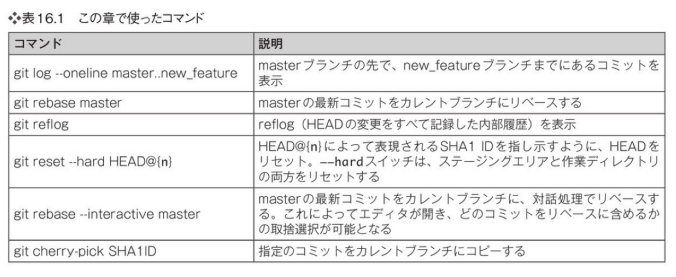 ❖表16.1 この章で使ったコマンド
コマンド 説明
git log --oneline master..new_feature masterブランチの先で、new_featureブランチまでにあるコミットを
表示
git rebase master masterの最新コミットをカレントブランチにリベースする
git reflog reflog（HEADの変更をすべて記録した内部履歴）を表示
git reset --hard HEAD@{n} HEAD@{n}によって表現されるSHA1 IDを指し示すように、HEADを
リセット。--hardスイッチは、ステージングエリアと作業ディレクトリ
の両方をリセットする
git rebase --interactive master masterの最新コミットをカレントブランチに、対話処理でリベースす
る。これによってエディタが開き、どのコミットをリベースに含めるか
の取捨選択が可能となる
git cherry-pick SHA1ID 指定のコミットをカレントブランチにコピーする